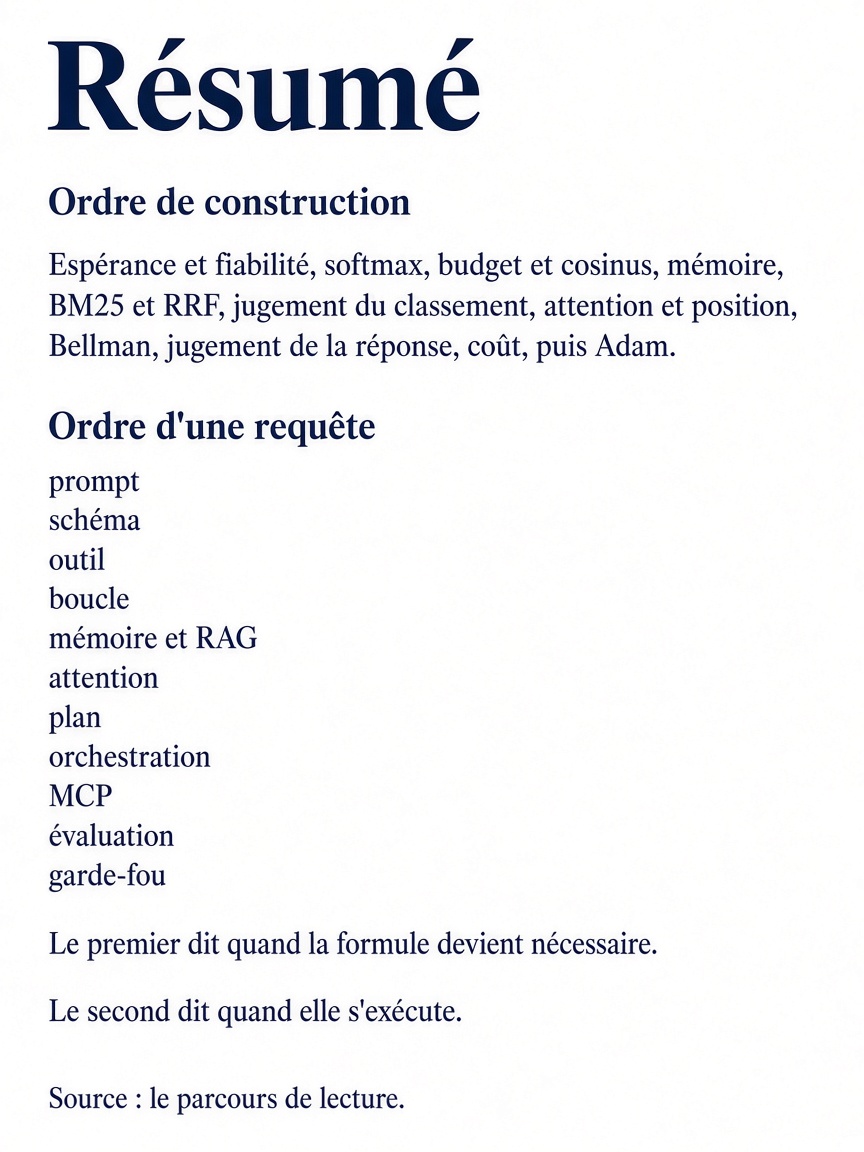 Résumé
Ordre de construction
Espérance et fiabilité, softmax, budget et cosinus, mémoire,
BM25 et RRF, jugement du classement, attention et position,
Bellman, jugement de la réponse, coût, puis Adam.
Ordre d'une requête
prompt
schéma
outil
boucle
mémoire et RAG
attention
plan
orchestration
MCP
évaluation
garde-fou
Le premier dit quand la formule devient nécessaire.
Le second dit quand elle s'exécute.
Source : le parcours de lecture.